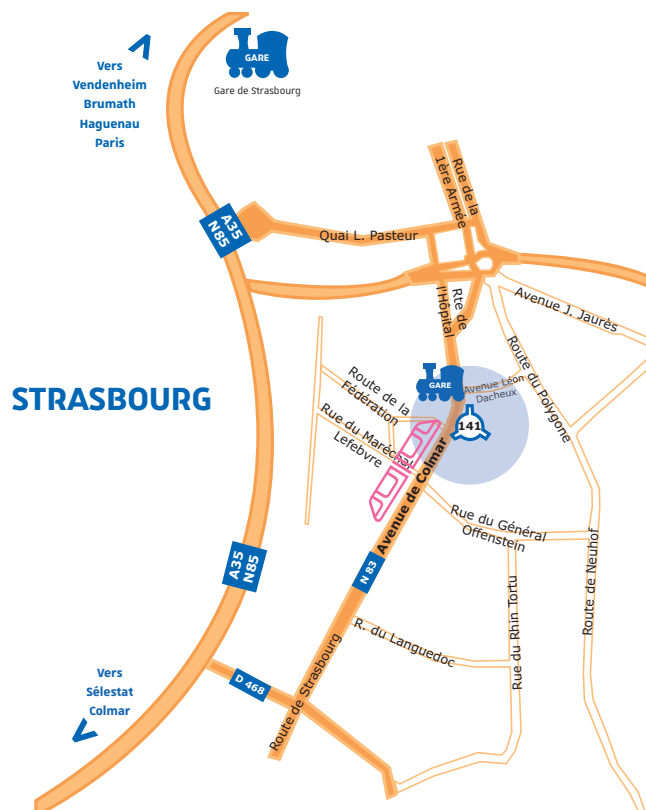 Vers
Vendenheim
Brumath
Haguenau
Paris
GARE
Gare de Strasbourg
A35
N85
Quai L. Pasteur
Rue de la
1ère Armée
Rte de
l'Hôpital
Avenue J. Jaurès
Route du Polygone
STRASBOURG
GARE
Avenue Léon
Dacheux
Route de la
Fédération
Rue du Maréchal
Lefebvre
141
Avenue de Colmar
Rue du Général
Offenstein
A35
N85
N 83
Route de Neuhof
Rue du Rhin Tortu
R. du Languedoc
Route de Strasbourg
D 468
Vers
Sélestat
Colmar